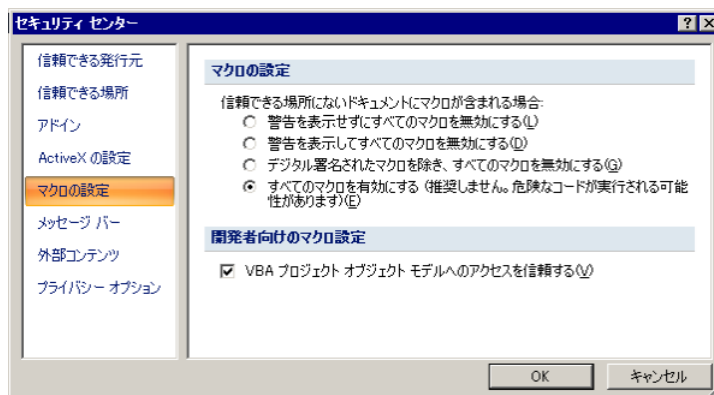 セキュリティ センター
信頼できる発行元
信頼できる場所
アドイン
ActiveX の設定
マクロの設定
メッセージ バー
外部コンテンツ
プライバシー オプション
マクロの設定
信頼できる場所にないドキュメントにマクロが含まれる場合:
警告を表示せずにすべてのマクロを無効にする(L)
警告を表示してすべてのマクロを無効にする(D)
デジタル署名されたマクロを除き、すべてのマクロを無効にする(G)
すべてのマクロを有効にする (推奨しません。危険なコードが実行される可能
性があります)(E)
開発者向けのマクロ設定
VBA プロジェクト オブジェクト モデルへのアクセスを信頼する(V)
OK
キャンセル